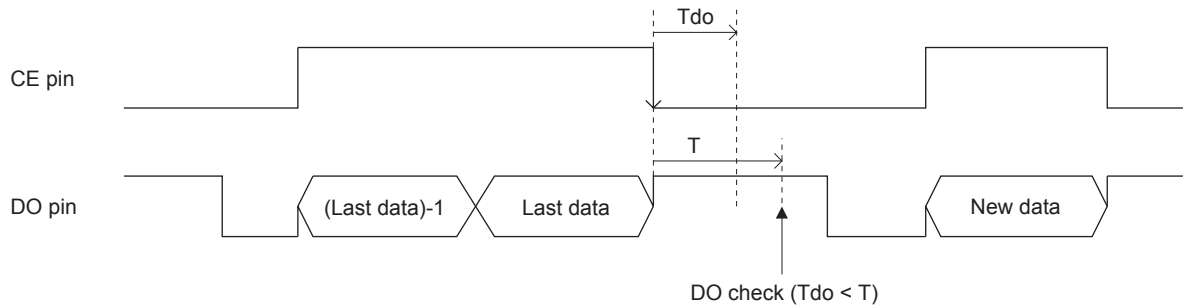 Tdo
CE pin
T
DO pin
(Last data)-1
Last data
New data
DO check (Tdo < T)